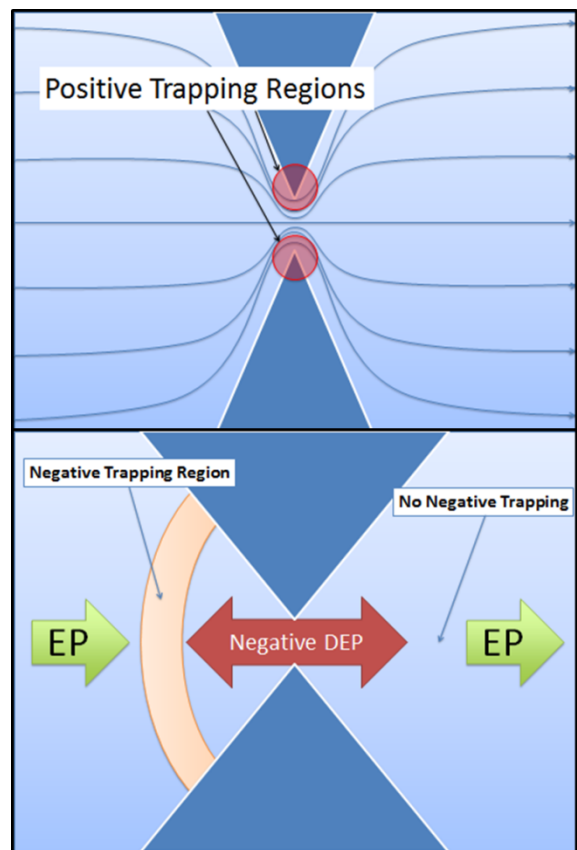 Positive Trapping Regions
Negative Trapping Region
No Negative Trapping
EP
Negative DEP
EP